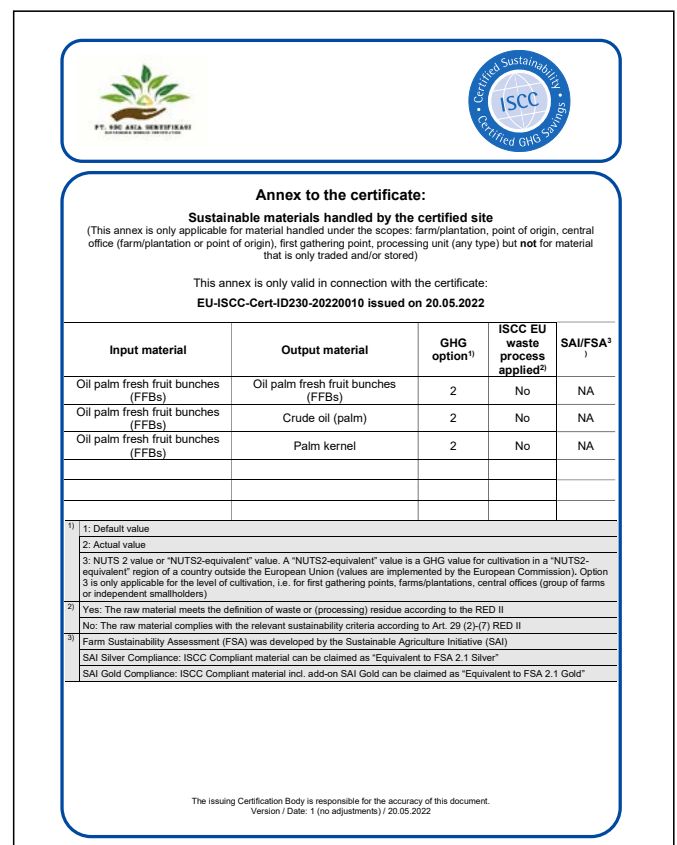 PT. SBC ASIA SERTIFIKASI
Certified Sustainability
ISCC
Certified GHG Savings
Annex to the certificate:
Sustainable materials handled by the certified site
(This annex is only applicable for material handled under the scopes: farm/plantation, point of origin, central
office (farm/plantation or point of origin), first gathering point, processing unit (any type) but not for material
that is only traded and/or stored)
This annex is only valid in connection with the certificate:
EU-ISCC-Cert-ID230-20220010 issued on 20.05.2022
Input material
Output material
GHG
option1)
ISCC EU
waste
process
applied2)
SAI/FSA3
)
Oil palm fresh fruit bunches
(FFBs)
Oil palm fresh fruit bunches
(FFBs)
2
No
NA
Oil palm fresh fruit bunches
(FFBs)
Crude oil (palm)
2
No
NA
Oil palm fresh fruit bunches
(FFBs)
Palm kernel
2
No
NA
1) 1: Default value
2: Actual value
3: NUTS 2 value or “NUTS2-equivalent” value. A “NUTS2-equivalent” value is a GHG value for cultivation in a “NUTS2-
equivalent” region of a country outside the European Union (values are implemented by the European Commission). Option
3 is only applicable for the level of cultivation, i.e. for first gathering points, farms/plantations, central offices (group of farms
or independent smallholders)
2) Yes: The raw material meets the definition of waste or (processing) residue according to the RED II
No: The raw material complies with the relevant sustainability criteria according to Art. 29 (2)-(7) RED II
3) Farm Sustainability Assessment (FSA) was developed by the Sustainable Agriculture Initiative (SAI)
SAI Silver Compliance: ISCC Compliant material can be claimed as “Equivalent to FSA 2.1 Silver”
SAI Gold Compliance: ISCC Compliant material incl. add-on SAI Gold can be claimed as “Equivalent to FSA 2.1 Gold”
The issuing Certification Body is responsible for the accuracy of this document.
Version / Date: 1 (no adjustments) / 20.05.2022